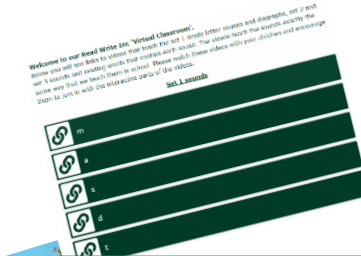 Welcome to our Read Write Inc 'Virtual Classroom'.
Below you will see links to videos that teach the set 1 single letter sounds and diagraphs, set 2 and
set 3 sounds and reading words that contain each sound. The videos teach the sounds exactly the
same way that we teach them in school. Please watch these videos with your children and encourage
them to join in with the interactive parts of the videos.
Set 1 sounds
m
a
s
d
t